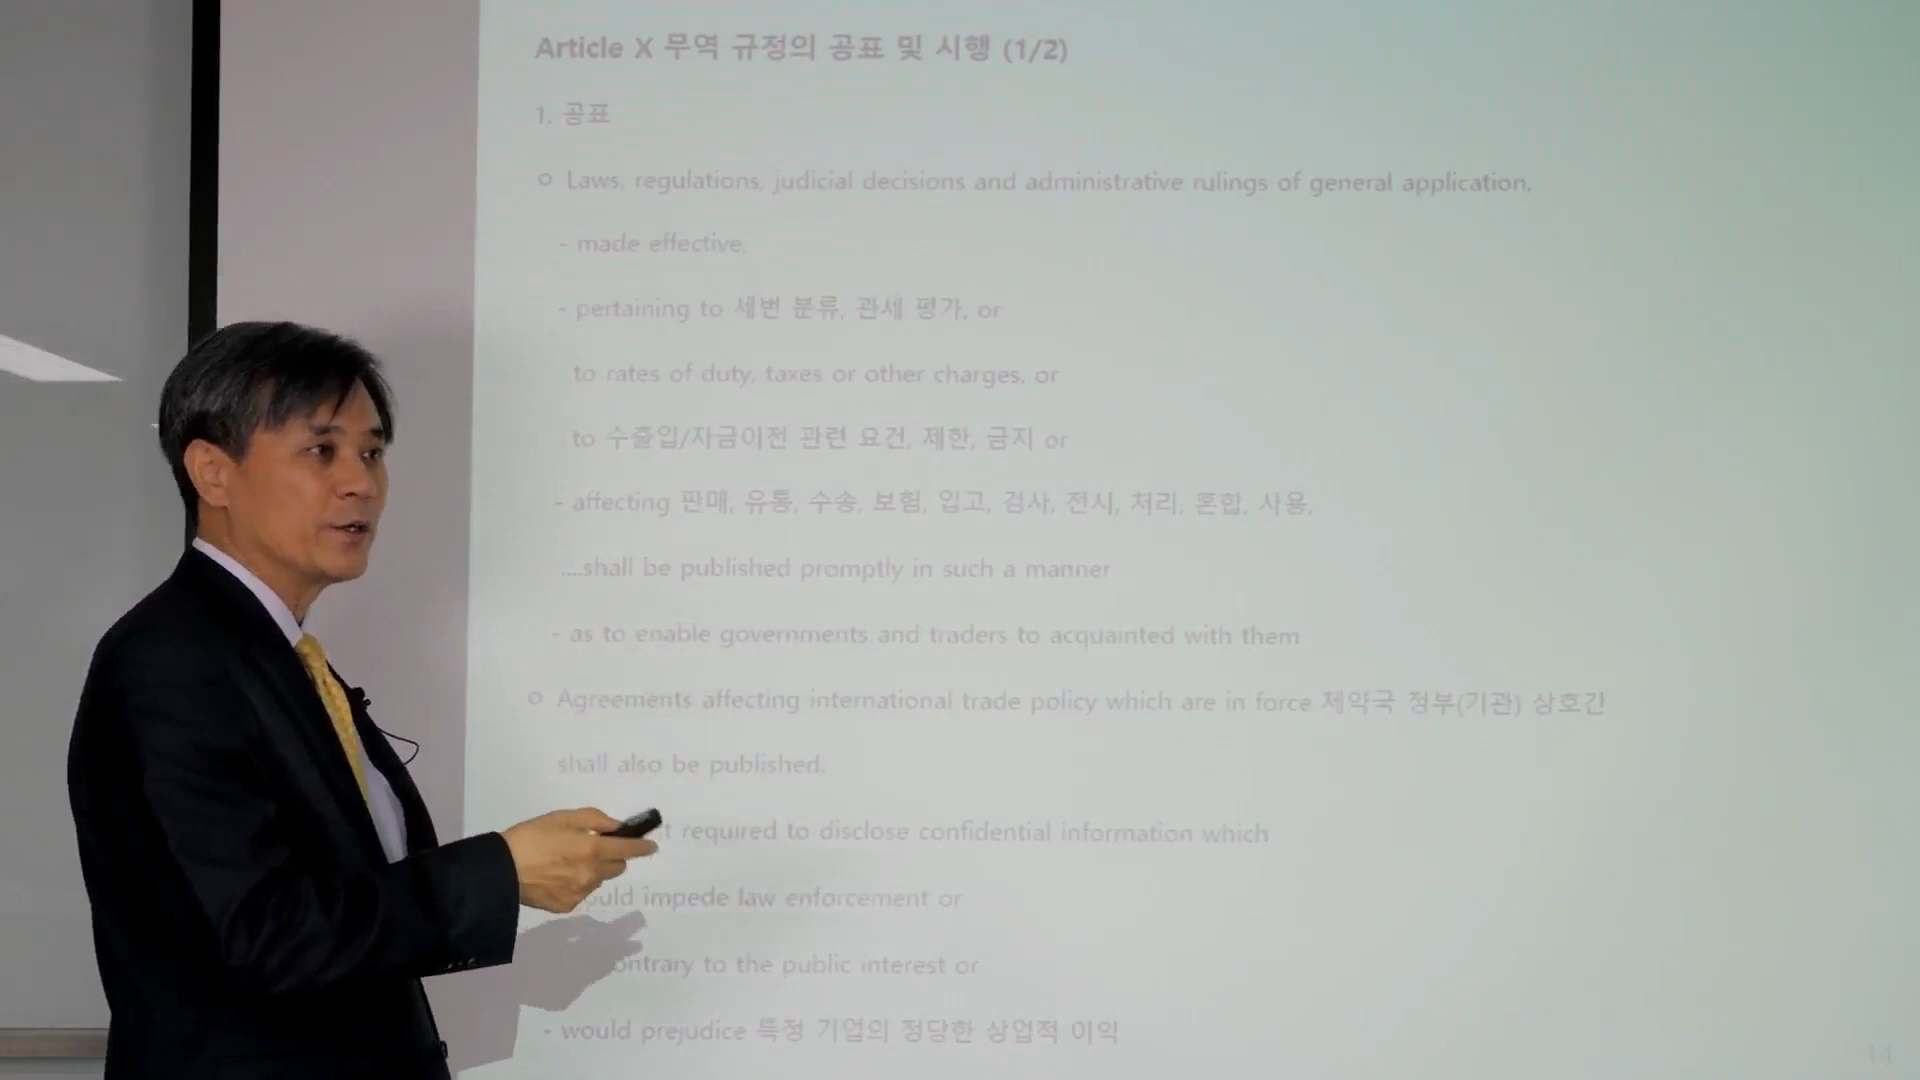 Article X 무역 규정의 공표 및 시행 (1/2)
1. 공표
o Laws, regulations, judicial decisions and administrative rulings of general application,
- made effective,
- pertaining to 세번 분류, 관세 평가, or
to rates of duty, taxes or other charges, or
to 수출입/자금이전 관련 요건, 제한, 금지 or
- affecting 판매, 유통, 수송, 보험, 입고, 검사, 전시, 처리, 혼합, 사용,
....shall be published promptly in such a manner
- as to enable governments and traders to acquainted with them
o Agreements affecting international trade policy which are in force 제약국 정부(기관) 상호간
shall also be published.
required to disclose confidential information which
impede law enforcement or
to the public interest or
- would prejudice 특정 기업의 정당한 상업적 이익
14